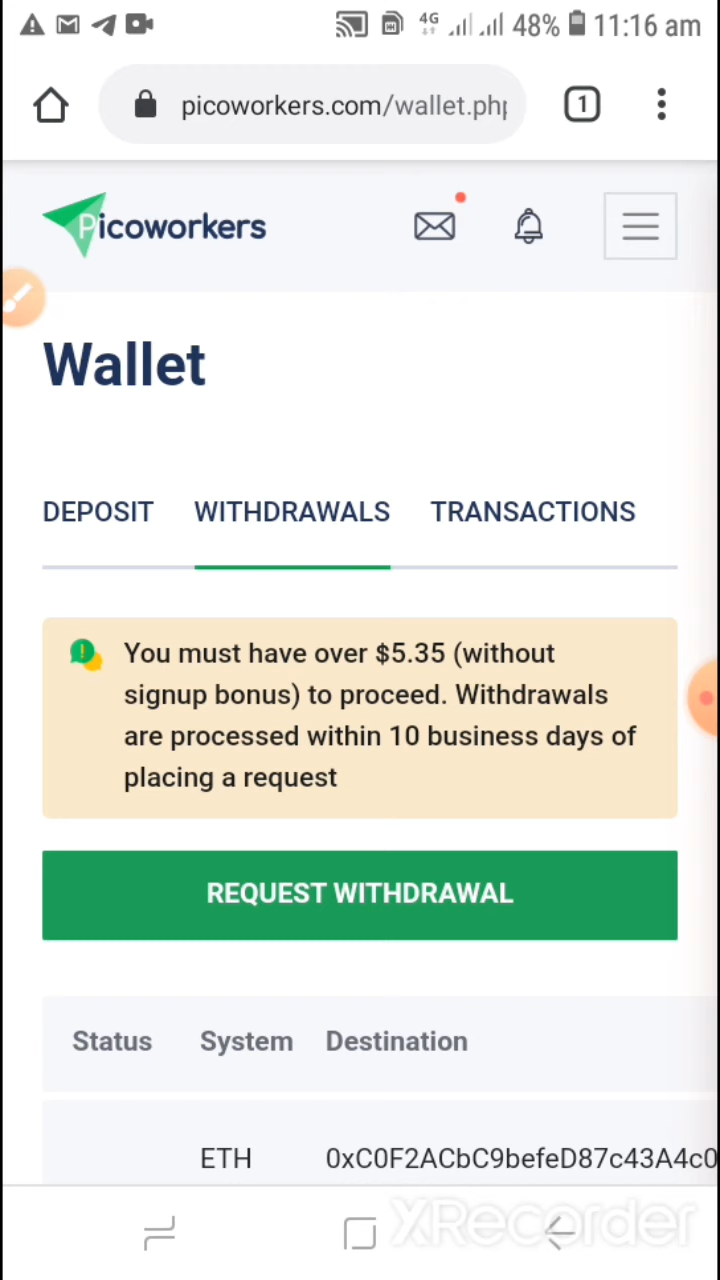 4G 48% 11:16 am
1 picoworkers.com/wallet.php
Picoworkers
Wallet
DEPOSIT WITHDRAWALS TRANSACTIONS
You must have over $5.35 (without
signup bonus) to proceed. Withdrawals
are processed within 10 business days of
placing a request
REQUEST WITHDRAWAL
Status System Destination
ETH 0xC0F2ACbC9befeD87c43A4c0
XRecorder